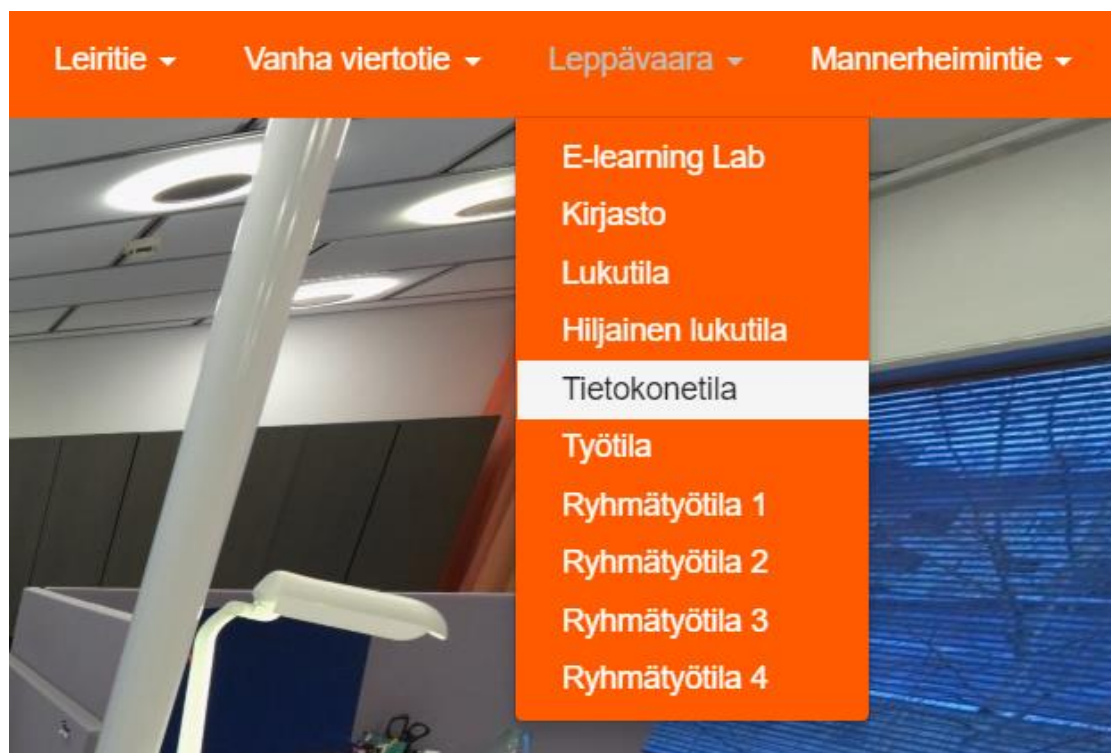 Leiritie Vanha viertotie Leppävaara Mannerheimintie
E-learning Lab
Kirjasto
Lukutila
Hiljainen lukutila
Tietokonetila
Työtila
Ryhmätyötila 1
Ryhmätyötila 2
Ryhmätyötila 3
Ryhmätyötila 4